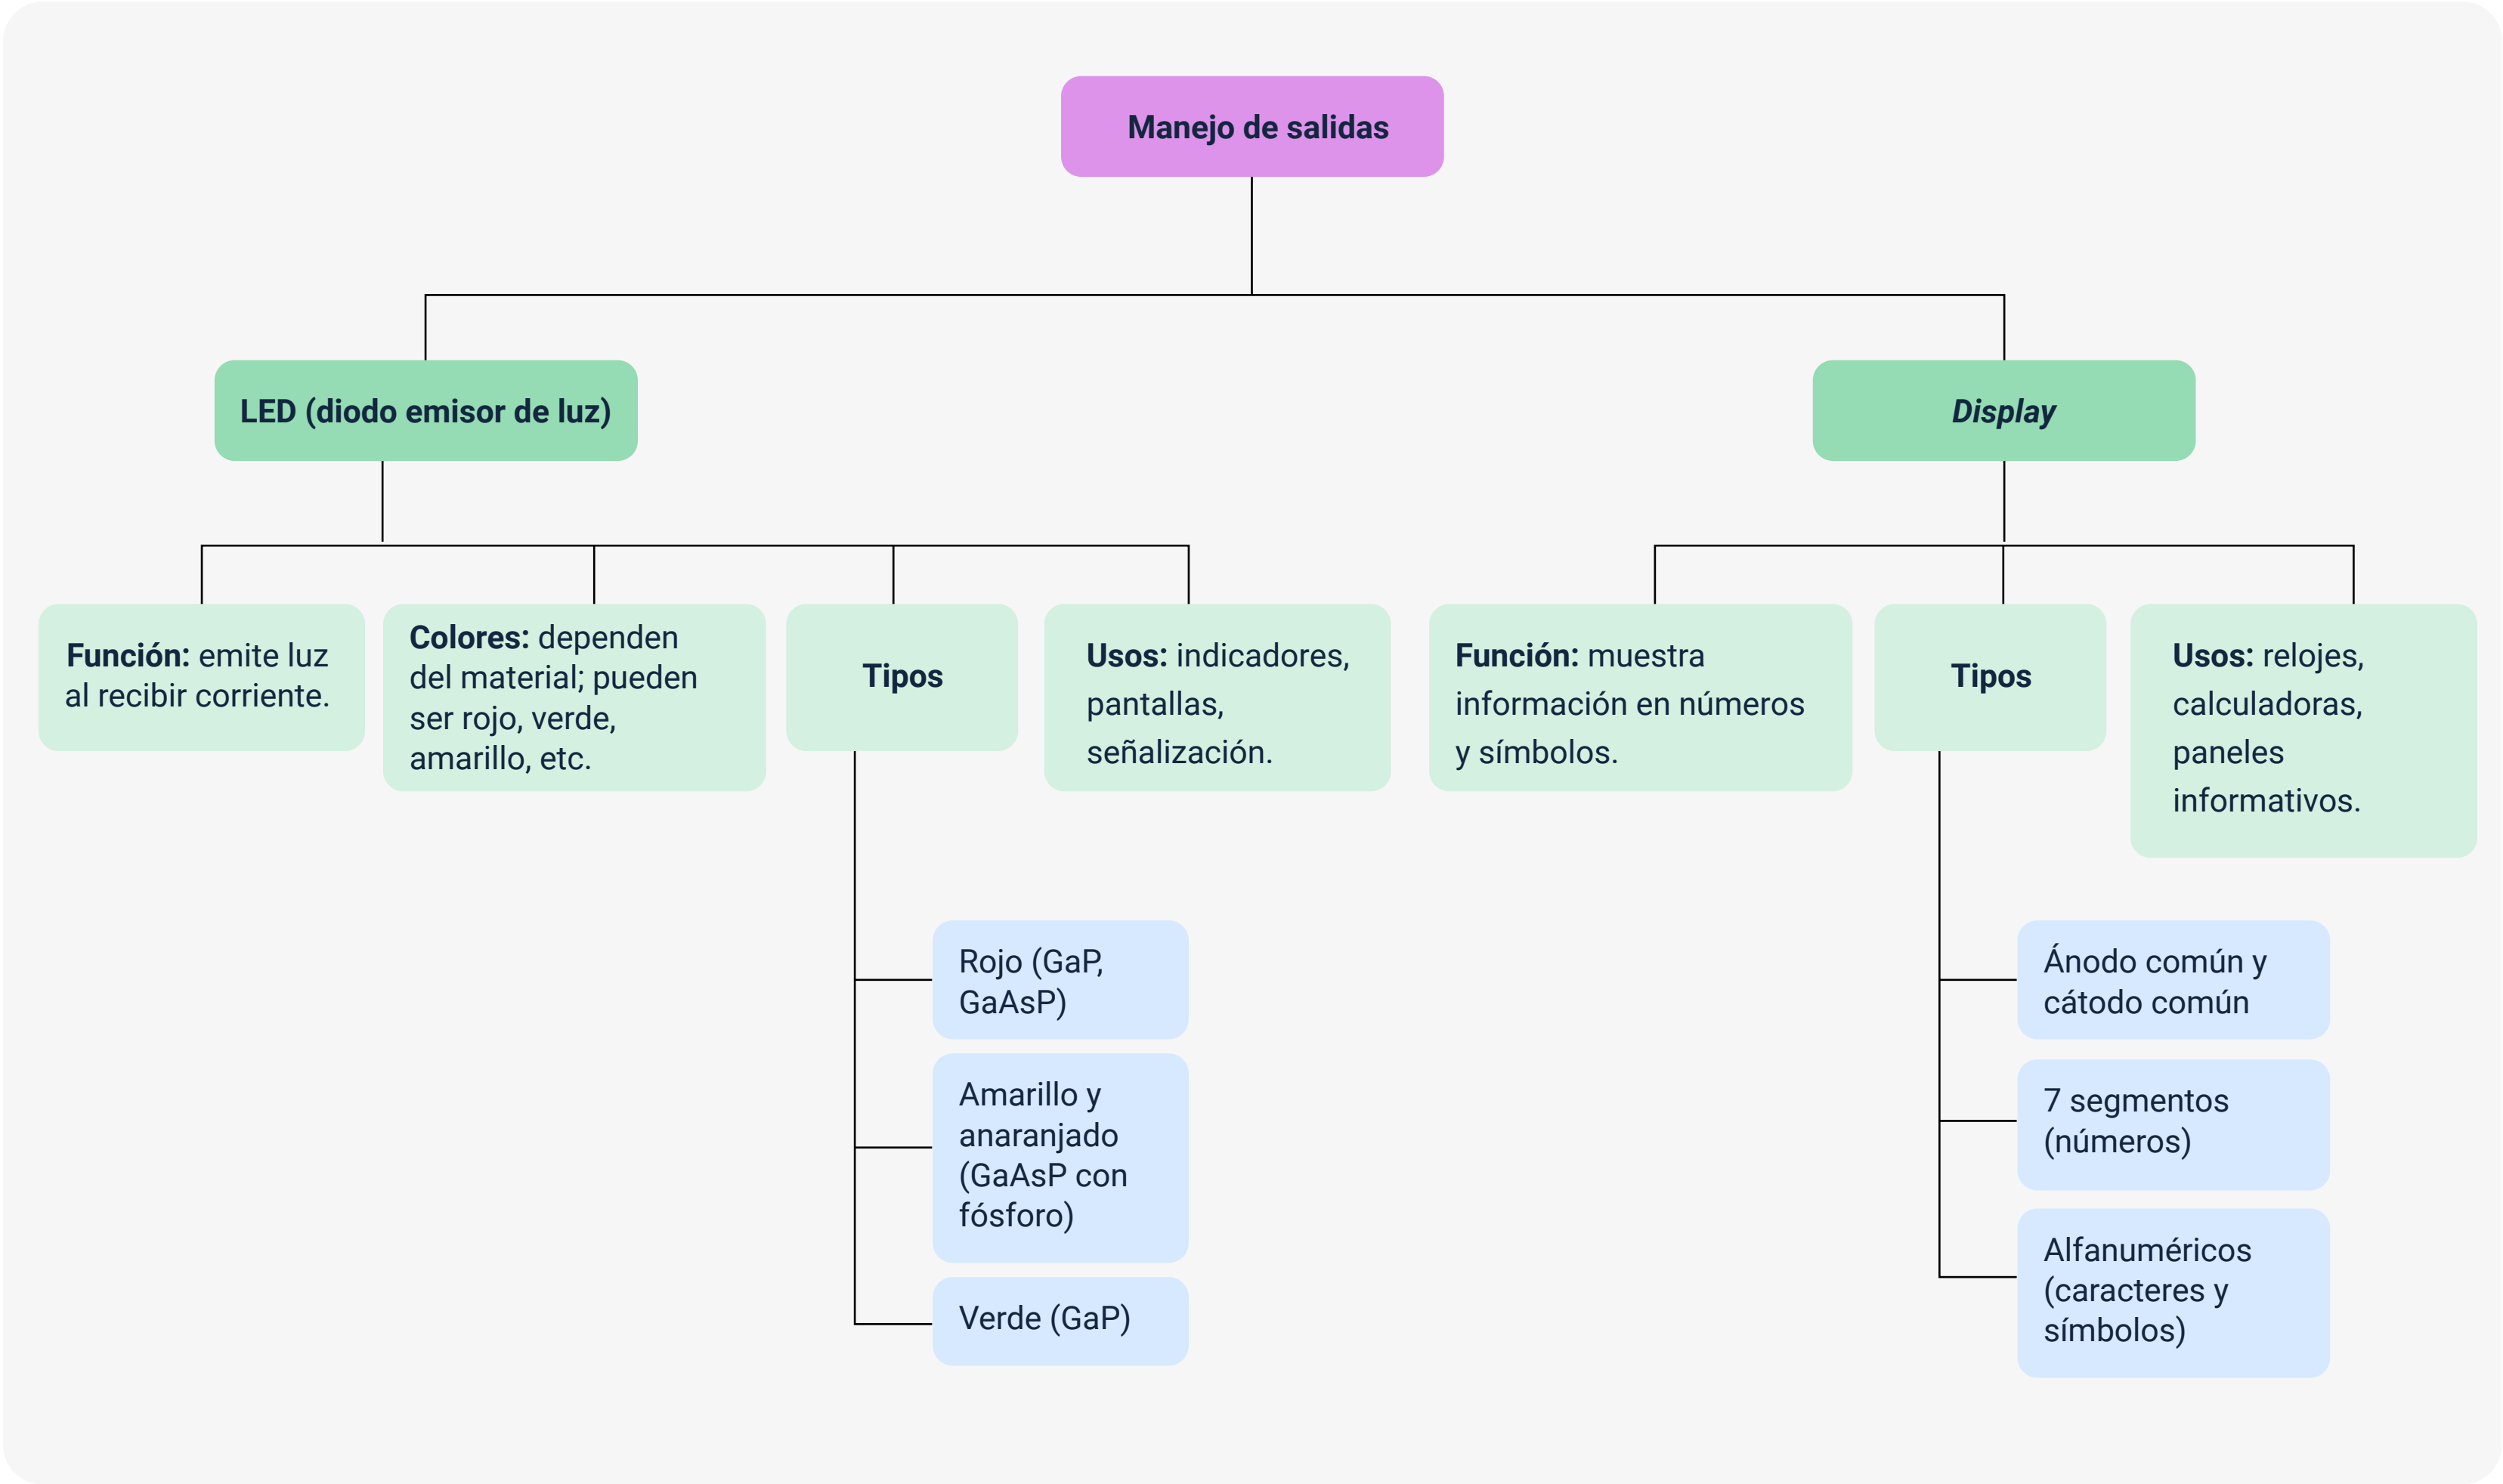 Manejo de salidas
LED (diodo emisor de luz)
Display
Función: emite luz
al recibir corriente.
Colores: dependen
del material; pueden
ser rojo, verde,
amarillo, etc.
Tipos
Usos: indicadores,
pantallas,
señalización.
Función: muestra
información en números
y símbolos.
Tipos
Usos: relojes,
calculadoras,
paneles
informativos.
Rojo (GaP,
GaAsP)
Amarillo y
anaranjado
(GaAsP con
fósforo)
Verde (GaP)
Ánodo común y
cátodo común
7 segmentos
(números)
Alfanuméricos
(caracteres y
símbolos)